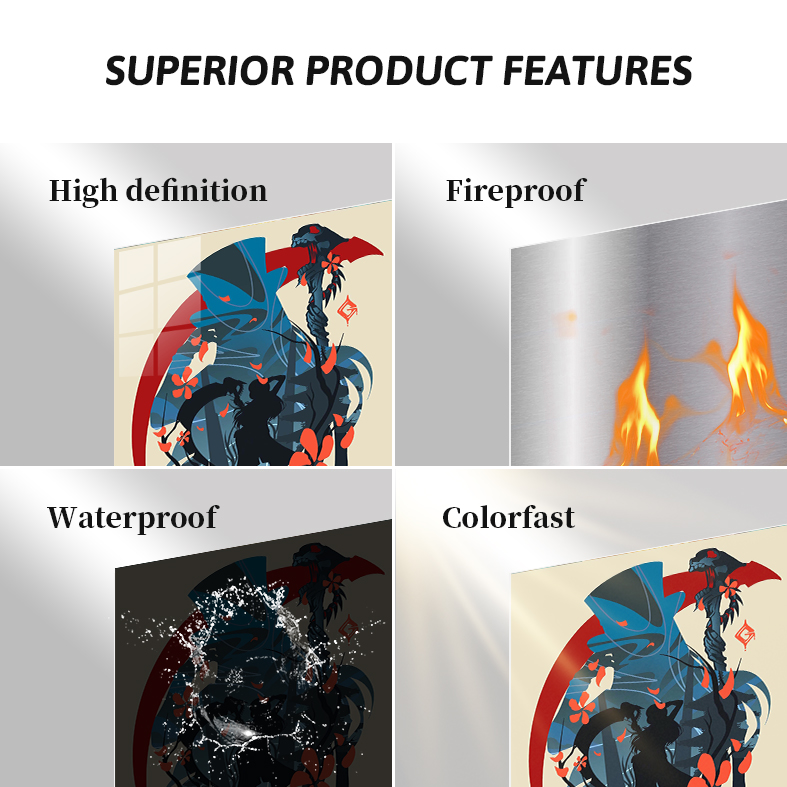 SUPERIOR PRODUCT FEATURES
High definition
Fireproof
Waterproof
Colorfast